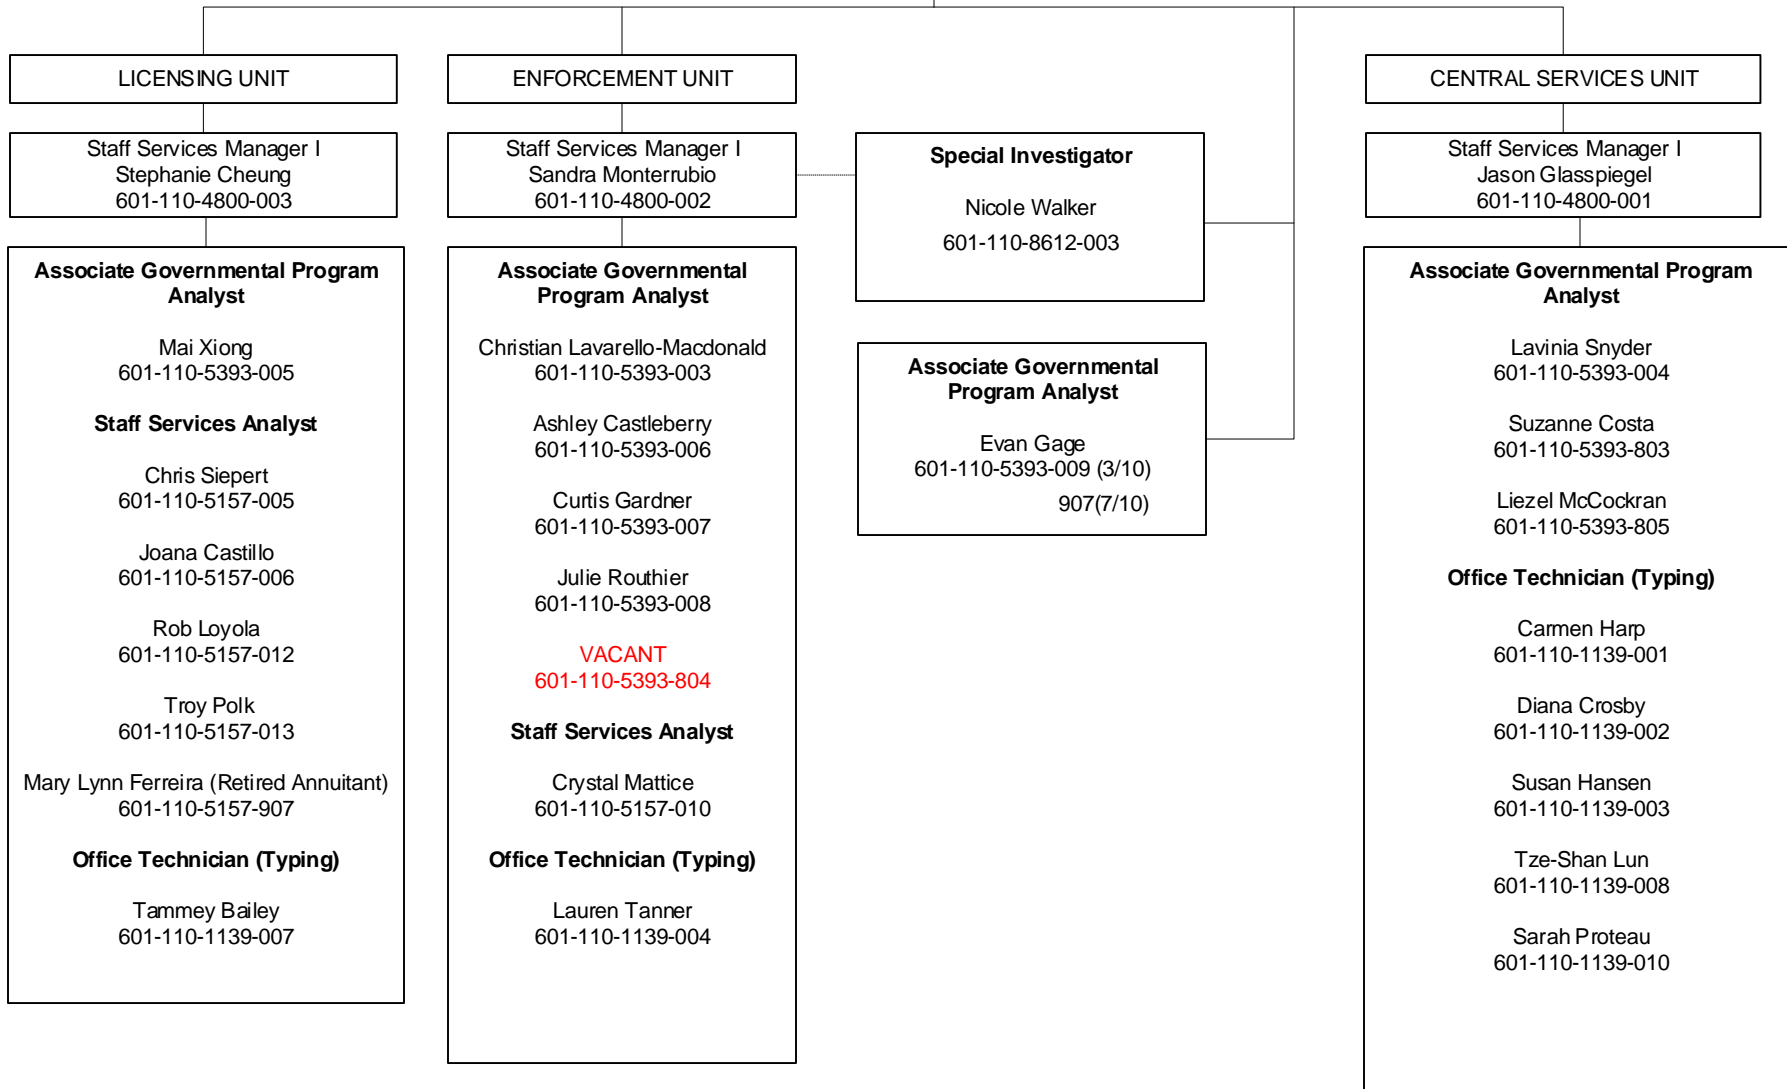 LICENSING UNIT
Staff Services Manager I
Stephanie Cheung
601-110-4800-003
Associate Governmental Program
Analyst
Mai Xiong
601-110-5393-005
Staff Services Analyst
Chris Siepert
601-110-5157-005
Joana Castillo
601-110-5157-006
Rob Loyola
601-110-5157-012
Troy Polk
601-110-5157-013
Mary Lynn Ferreira (Retired Annuitant)
601-110-5157-907
Office Technician (Typing)
Tammey Bailey
601-110-1139-007
ENFORCEMENT UNIT
Staff Services Manager I
Sandra Monterrubio
601-110-4800-002
Associate Governmental
Program Analyst
Christian Lavarello-Macdonald
601-110-5393-003
Ashley Castleberry
601-110-5393-006
Curtis Gardner
601-110-5393-007
Julie Routhier
601-110-5393-008
VACANT
601-110-5393-804
Staff Services Analyst
Crystal Mattice
601-110-5157-010
Office Technician (Typing)
Lauren Tanner
601-110-1139-004
Special Investigator
Nicole Walker
601-110-8612-003
Associate Governmental
Program Analyst
Evan Gage
601-110-5393-009 (3/10)
907(7/10)
CENTRAL SERVICES UNIT
Staff Services Manager I
Jason Glasspiegel
601-110-4800-001
Associate Governmental Program
Analyst
Lavinia Snyder
601-110-5393-004
Suzanne Costa
601-110-5393-803
Liezel McCockran
601-110-5393-805
Office Technician (Typing)
Carmen Harp
601-110-1139-001
Diana Crosby
601-110-1139-002
Susan Hansen
601-110-1139-003
Tze-Shan Lun
601-110-1139-008
Sarah Proteau
601-110-1139-010